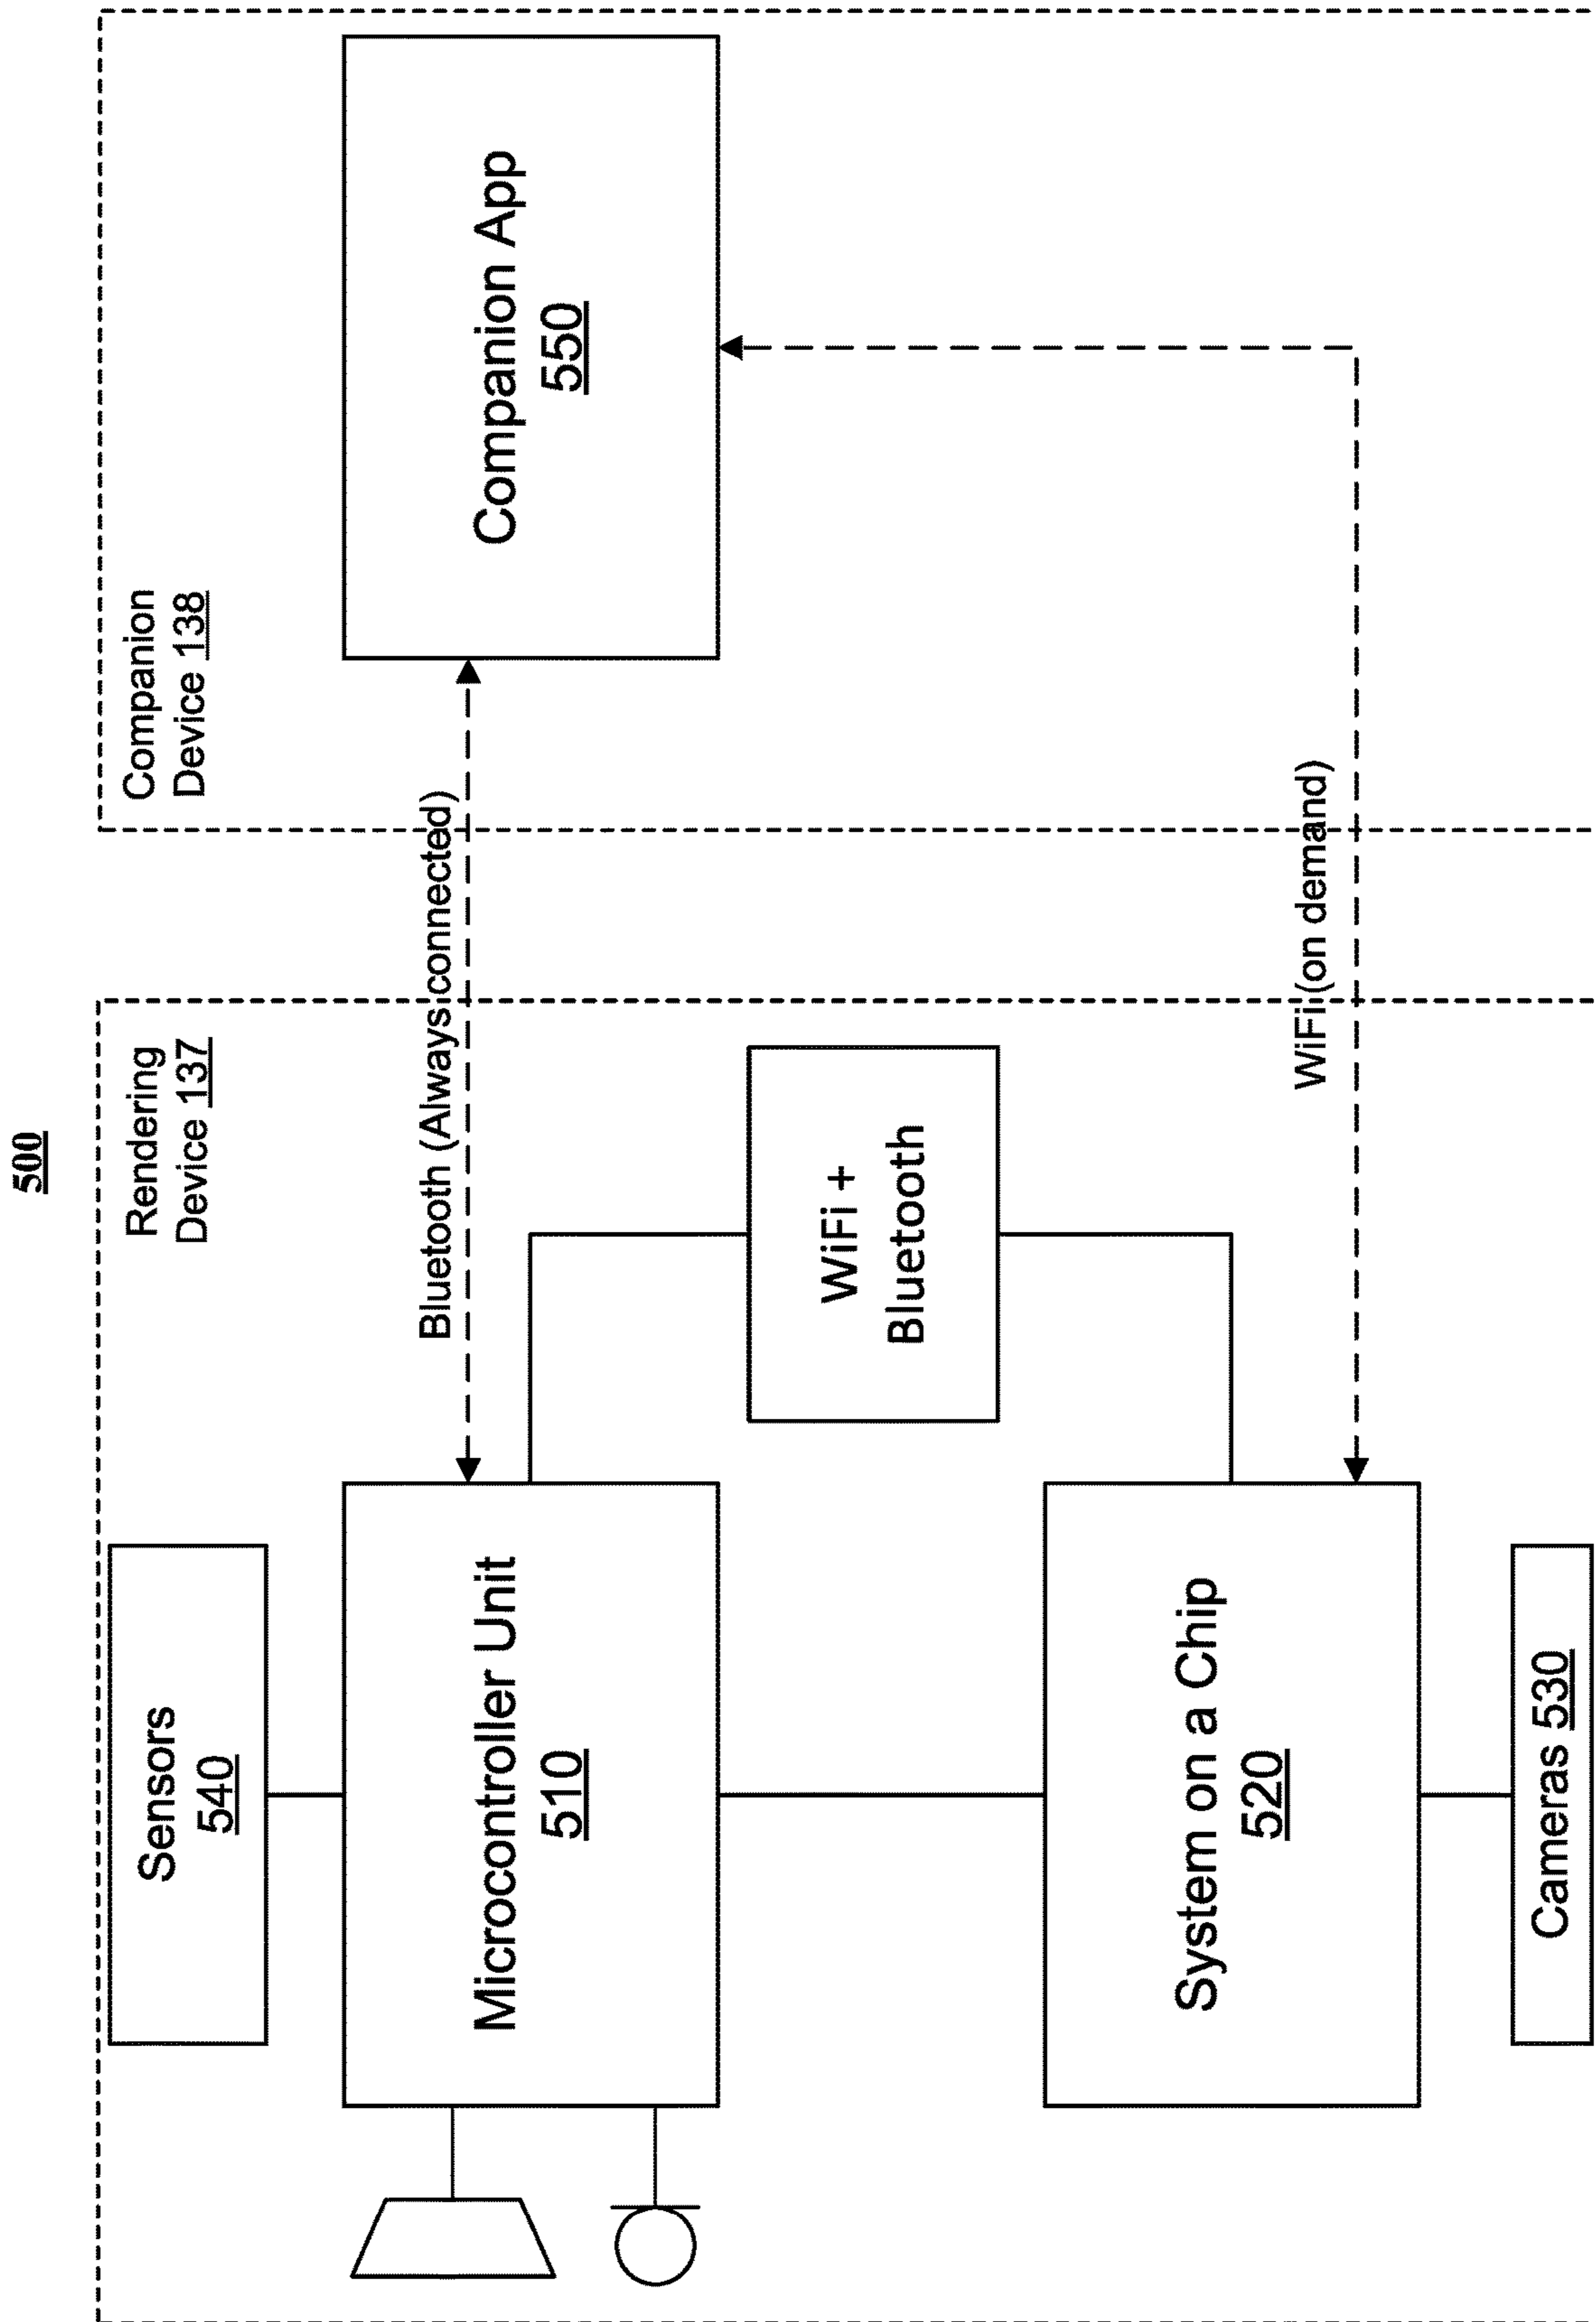 500
Rendering
Device 137
Companion
Device 138
Sensors
540
Bluetooth (Always connected)
Microcontroller Unit
510
Companion App
550
WiFi +
Bluetooth
System on a Chip
520
WiFi (on demand)
Cameras 530